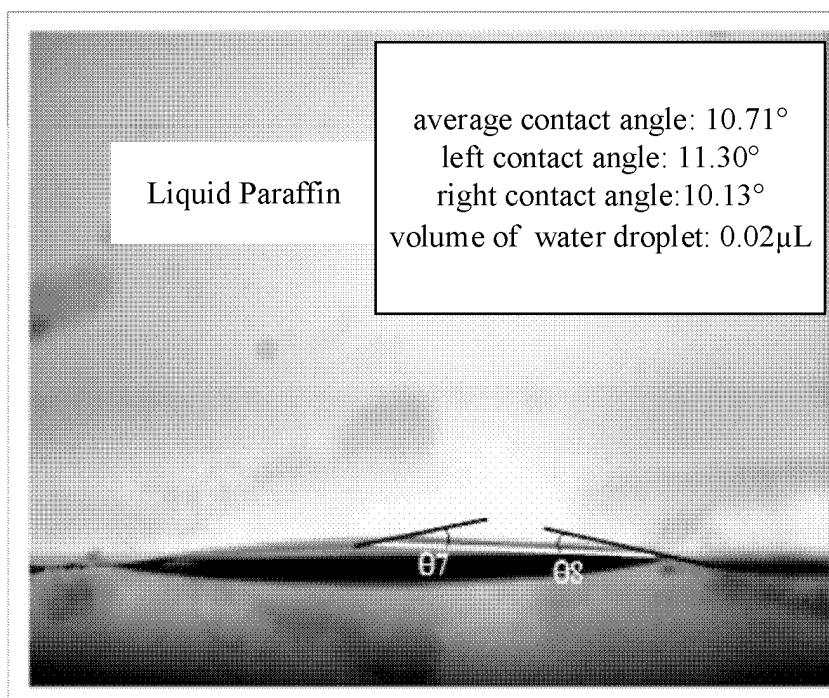 average contact angle: 10.71°
left contact angle: 11.30°
right contact angle:10.13°
volume of water droplet: 0.02μL
Liquid Paraffin
θ7
θ8